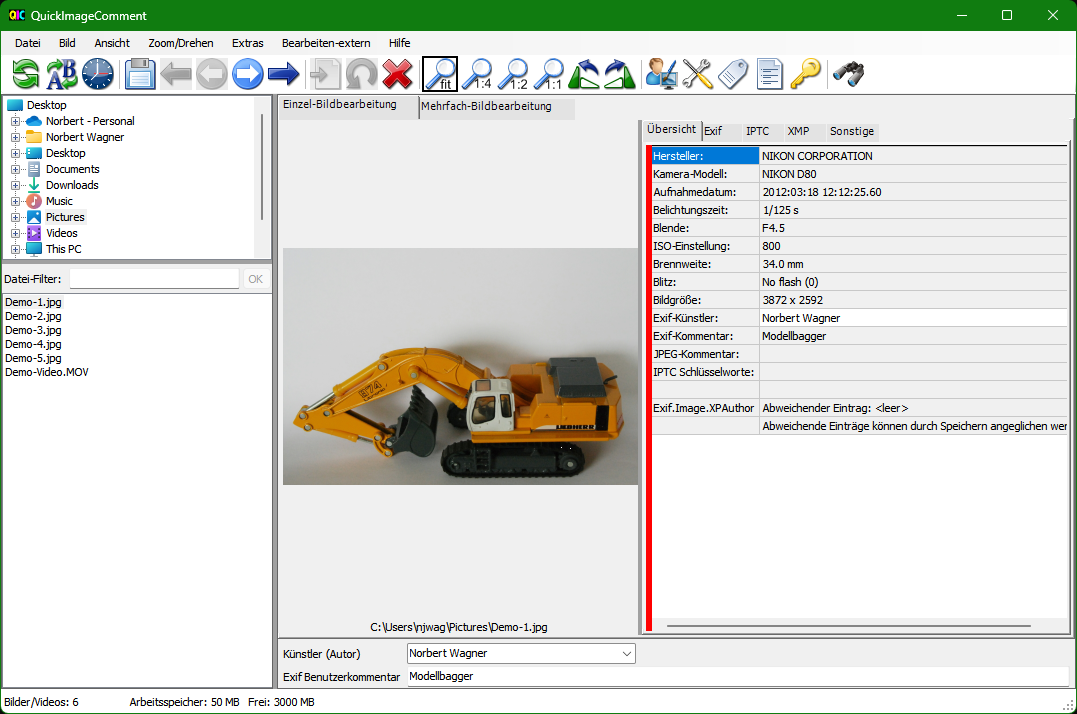 QIC QuickImageComment
Datei Bild Ansicht Zoom/Drehen Extras Bearbeiten-extern Hilfe
A B fit 1:4 1:2 1:1
Desktop
Norbert - Personal
Norbert Wagner
Desktop
Documents
Downloads
Music
Pictures
Videos
This PC
Datei-Filter: OK
Demo-1.jpg
Demo-2.jpg
Demo-3.jpg
Demo-4.jpg
Demo-5.jpg
Demo-Video.MOV
Einzel-Bildbearbeitung Mehrfach-Bildbearbeitung
E7A
LIEBHERR
C:\Users\njwag\Pictures\Demo-1.jpg
Übersicht Exif IPTC XMP Sonstige
Hersteller: NIKON CORPORATION
Kamera-Modell: NIKON D80
Aufnahmedatum: 2012:03:18 12:12:25.60
Belichtungszeit: 1/125 s
Blende: F4.5
ISO-Einstellung: 800
Brennweite: 34.0 mm
Blitz: No flash (0)
Bildgröße: 3872 x 2592
Exif-Künstler: Norbert Wagner
Exif-Kommentar: Modellbagger
JPEG-Kommentar:
IPTC Schlüsselworte:
Exif.Image.XPAuthor Abweichender Eintrag: <leer>
Abweichende Einträge können durch Speichern angeglichen wer
Künstler (Autor) Norbert Wagner
Exif Benutzerkommentar Modellbagger
Bilder/Videos: 6 Arbeitsspeicher: 50 MB Frei: 3000 MB